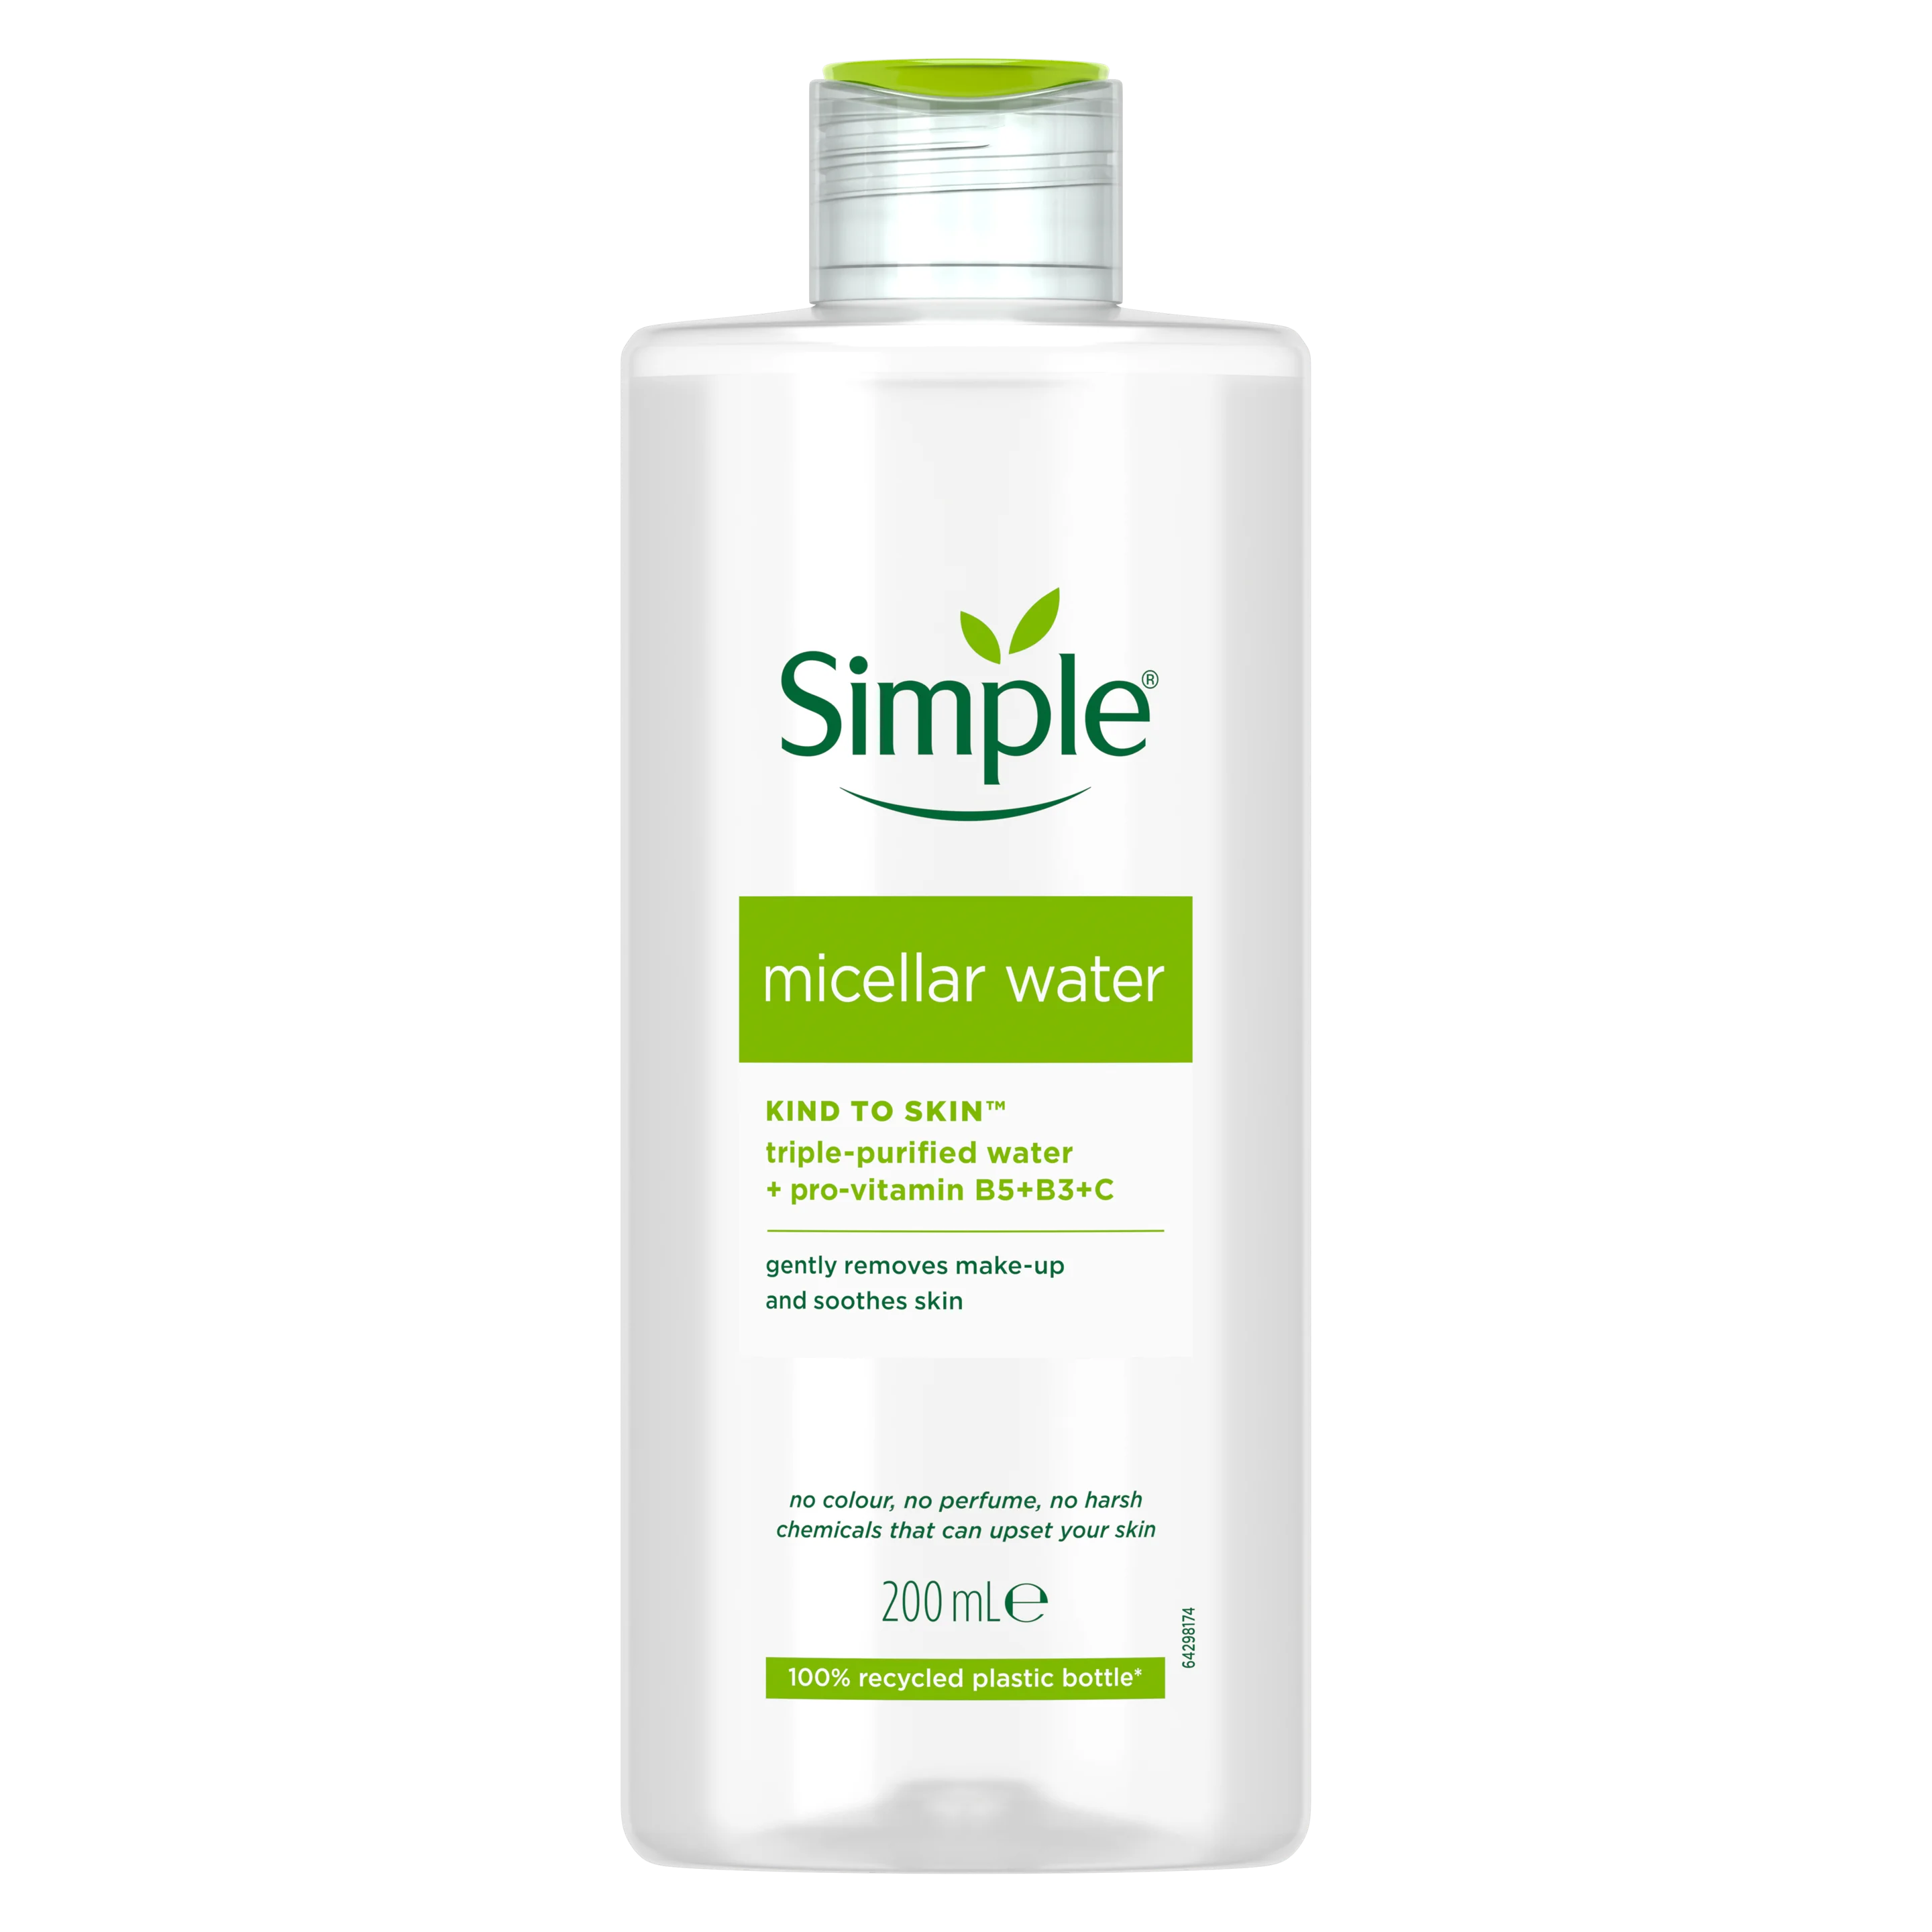 Simple®
micellar water
KIND TO SKIN™
triple-purified water
+ pro-vitamin B5+B3+C
gently removes make-up
and soothes skin
no colour, no perfume, no harsh
chemicals that can upset your skin
200 mL℮
64298174
100% recycled plastic bottle*